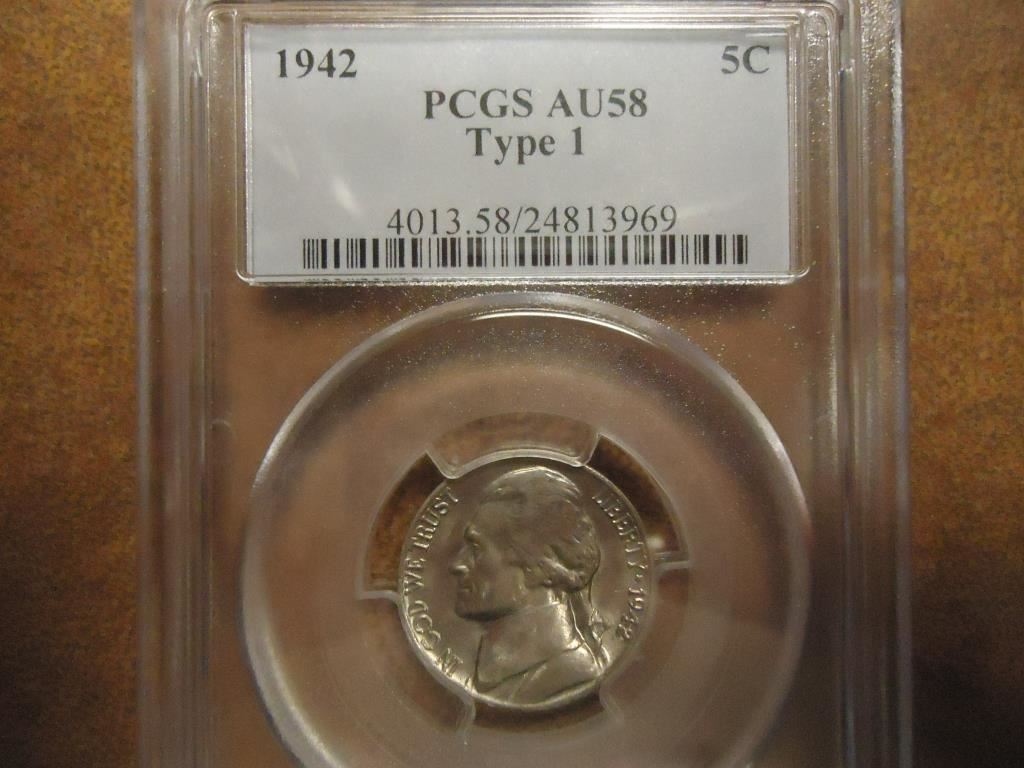 1942 5C
PCGS AU58
Type 1
4013.58/24813969
IN GOD WE TRUST
LIBERTY
1942